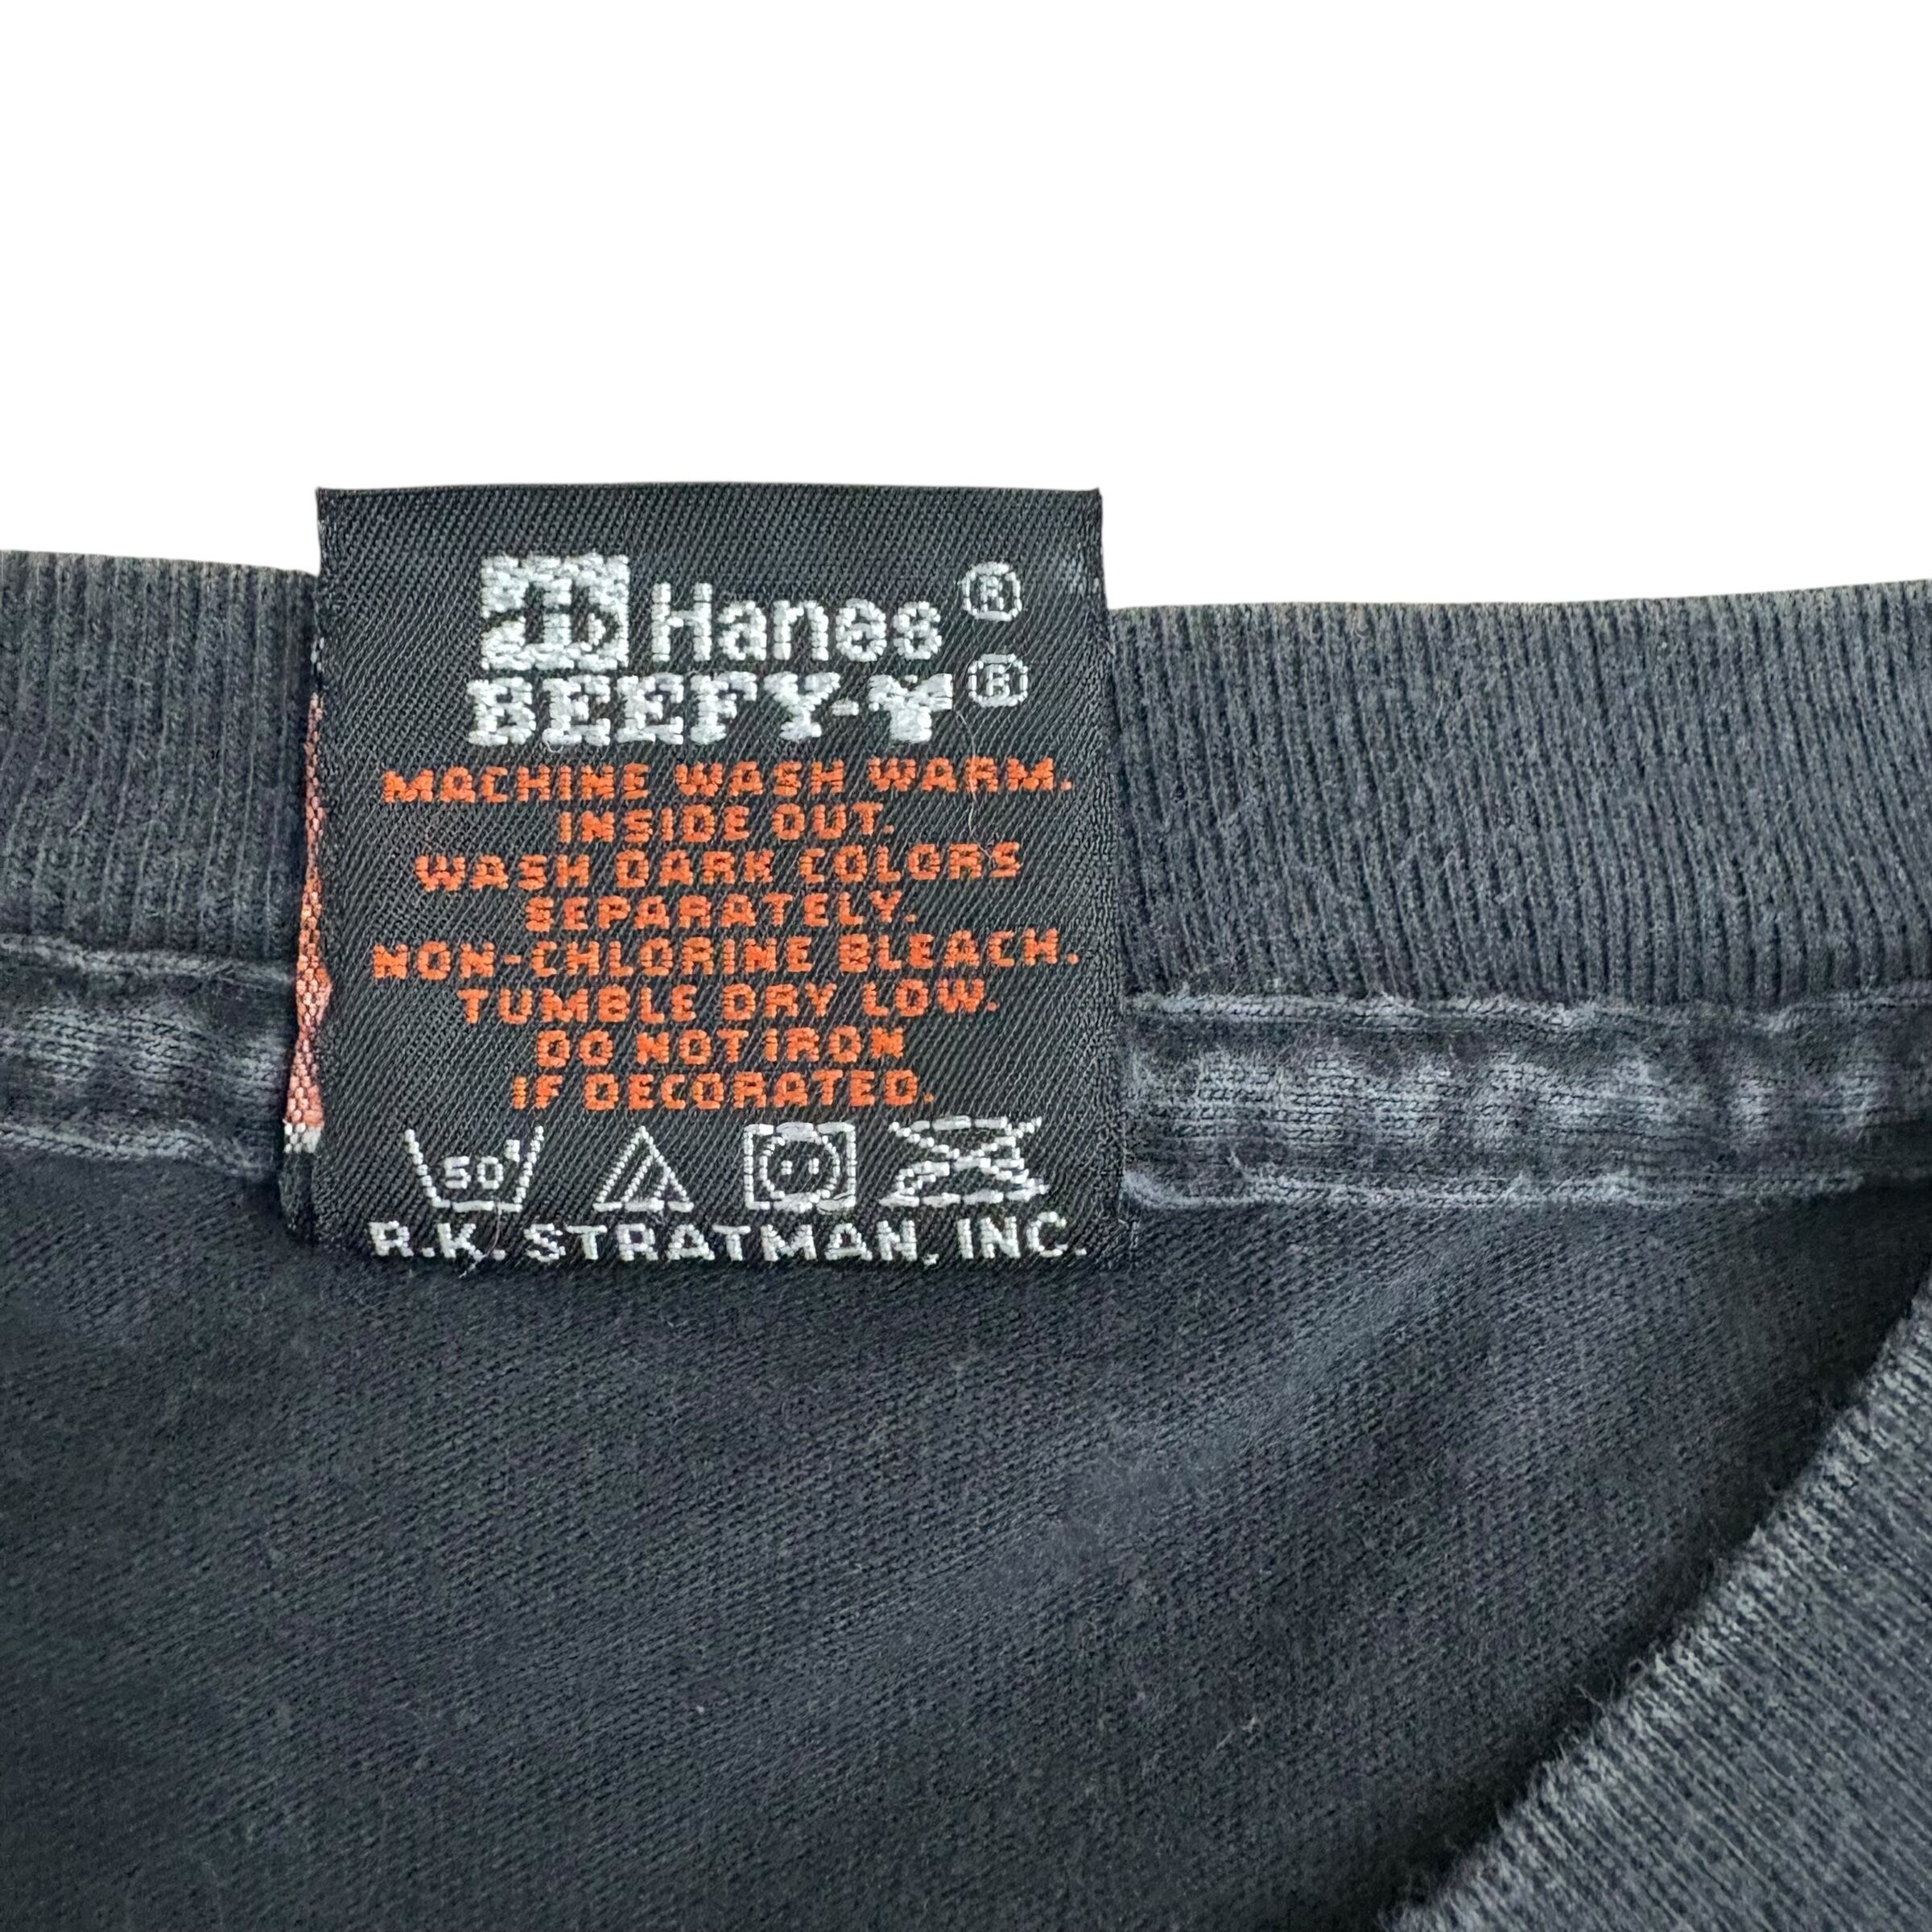 Hanes ®
BEEFY-T ®
MACHINE WASH WARM.
INSIDE OUT.
WASH DARK COLORS
SEPARATELY.
NON-CHLORINE BLEACH.
TUMBLE DRY LOW.
DO NOT IRON
IF DECORATED.
50°
R.K. STRATMAN, INC.